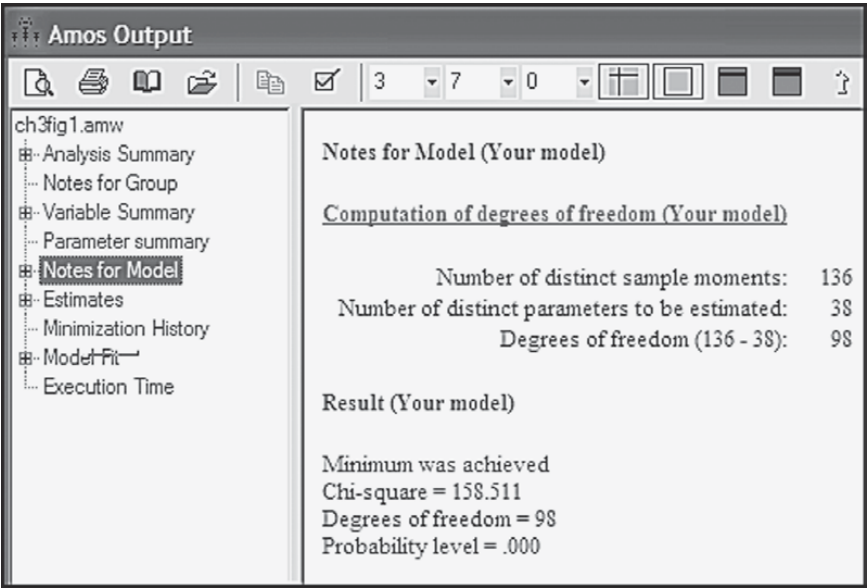 Amos Output
3 7 0
ch3fig1.amw
Analysis Summary
Notes for Group
Variable Summary
Parameter summary
Notes for Model
Estimates
Minimization History
Model Fit
Execution Time
Notes for Model (Your model)
Computation of degrees of freedom (Your model)
Number of distinct sample moments: 136
Number of distinct parameters to be estimated: 38
Degrees of freedom (136 - 38): 98
Result (Your model)
Minimum was achieved
Chi-square = 158.511
Degrees of freedom = 98
Probability level = .000